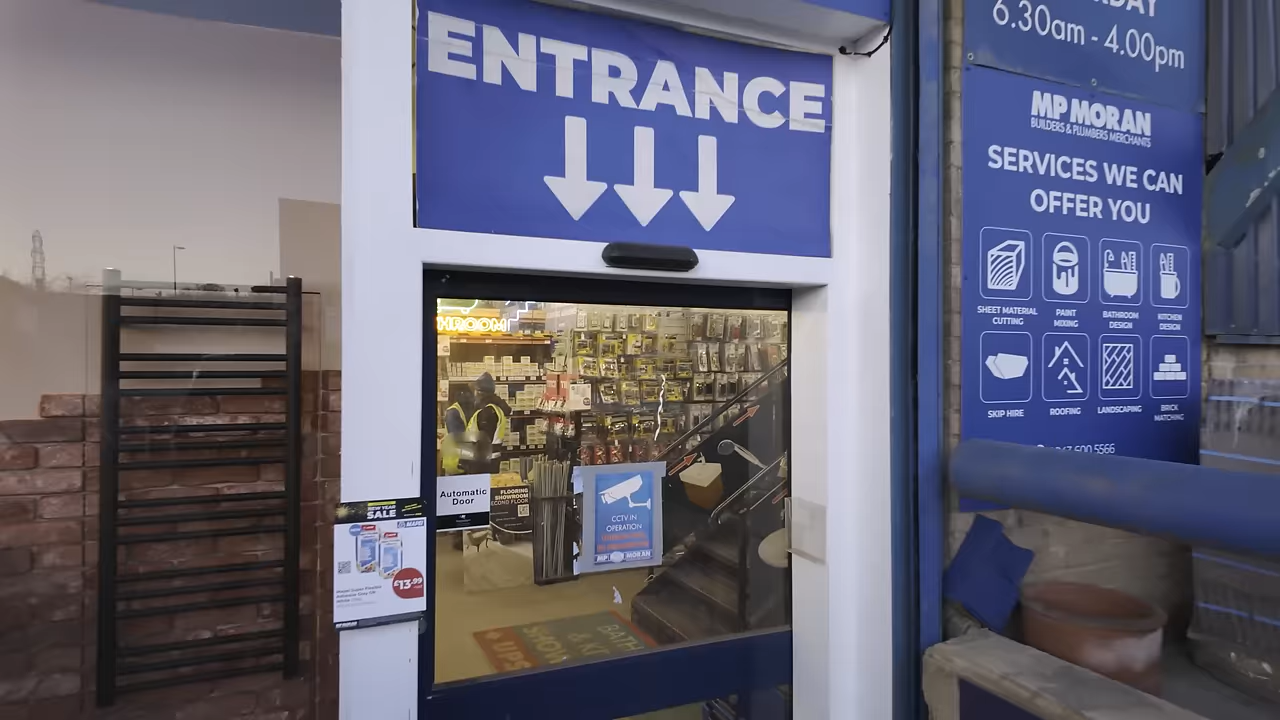 ENTRANCE
6.30am - 4.00pm
MP MORAN
BUILDERS & PLUMBERS MERCHANTS
SERVICES WE CAN
OFFER YOU
SHEET MATERIAL
CUTTING
PAINT
MIXING
BATHROOM
DESIGN
KITCHEN
DESIGN
SKIP HIRE
ROOFING
LANDSCAPING
BRICK
MATCHING
Automatic
Door
FLOORING
SHOWROOM
SECOND FLOOR
CCTV IN
OPERATION
MP MORAN
NEW YEAR
SALE
MAPEI
£13.99